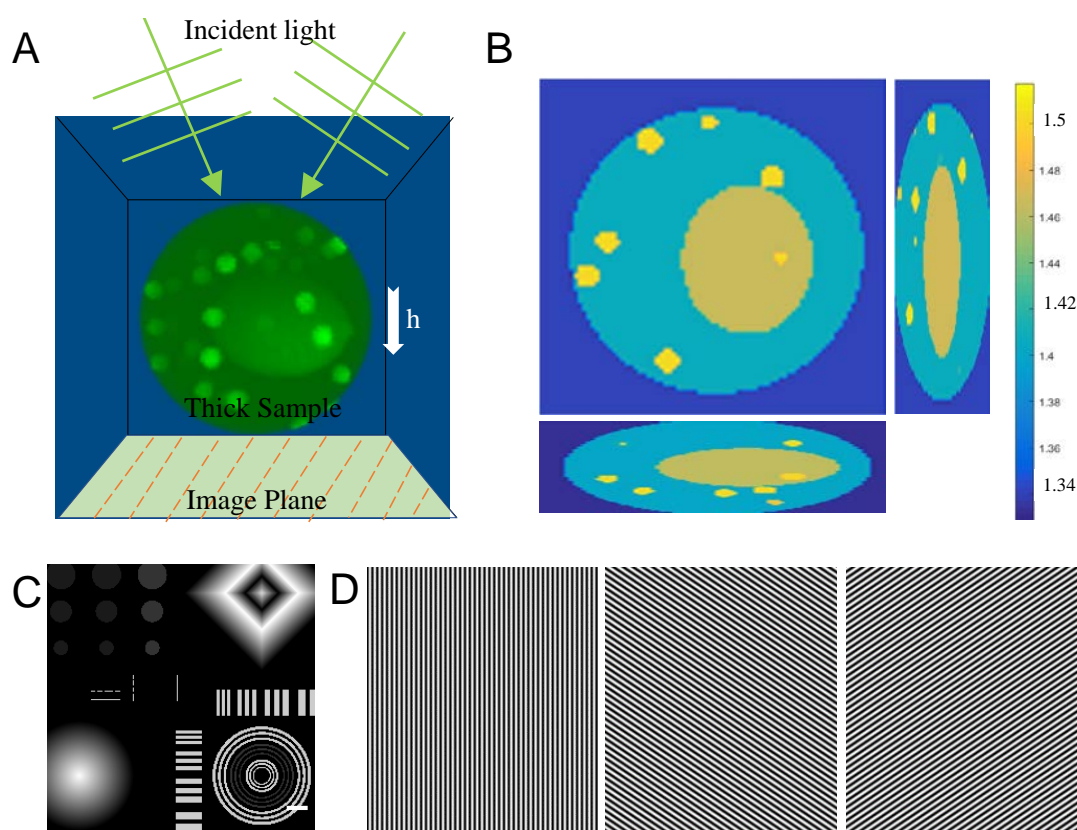 A
Incident light
h
Thick Sample
Image Plane
B
1.5
1.48
1.46
1.44
1.42
1.4
1.38
1.36
1.34
C
D